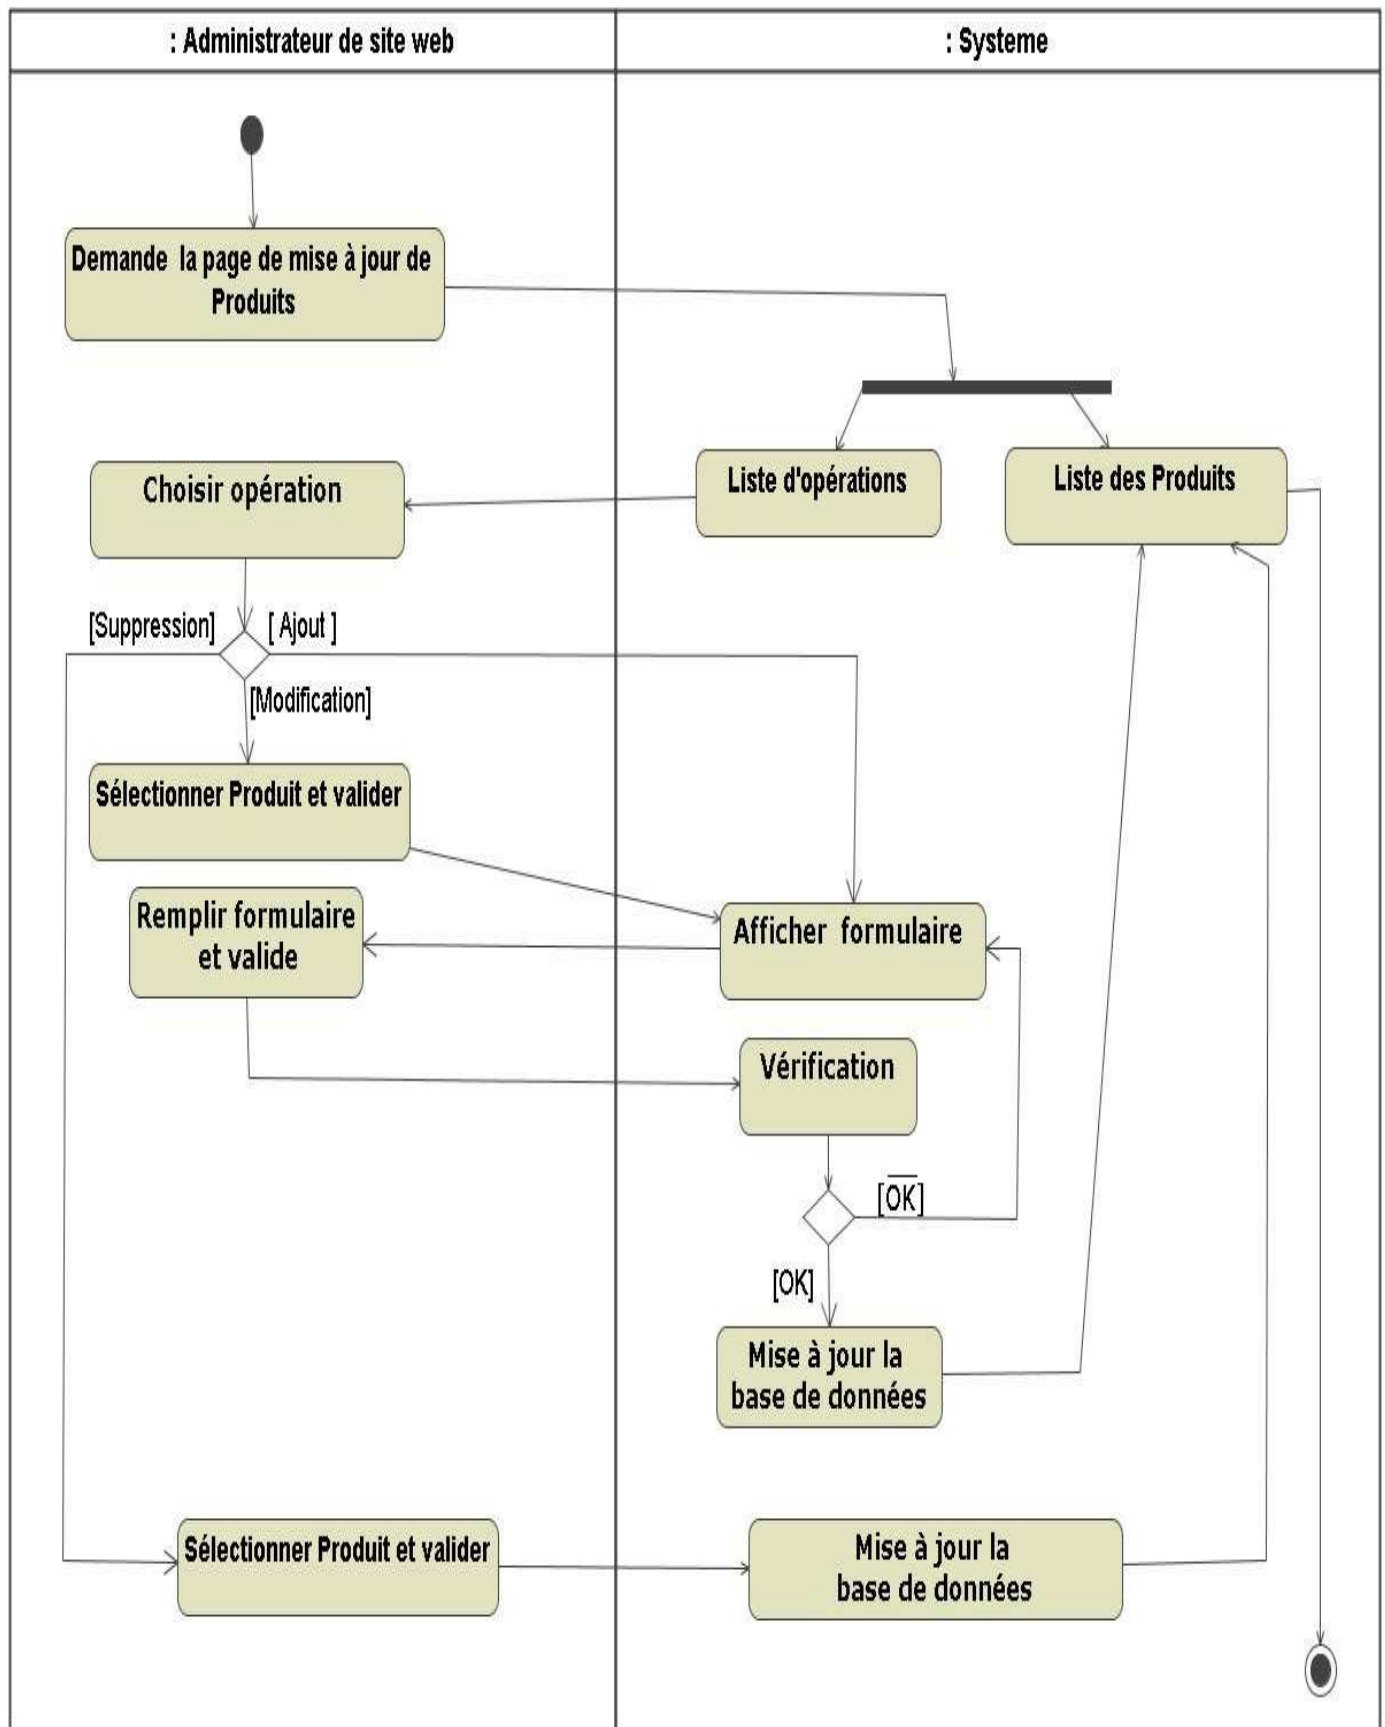 : Administrateur de site web
: Systeme
Demande la page de mise à jour de
Produits
Liste d'opérations
Liste des Produits
Choisir opération
[Suppression]
[ Ajout ]
[Modification]
Sélectionner Produit et valider
Remplir formulaire
et valide
Afficher formulaire
Vérification
[O̅K̅]
[OK]
Mise à jour la
base de données
Sélectionner Produit et valider
Mise à jour la
base de données